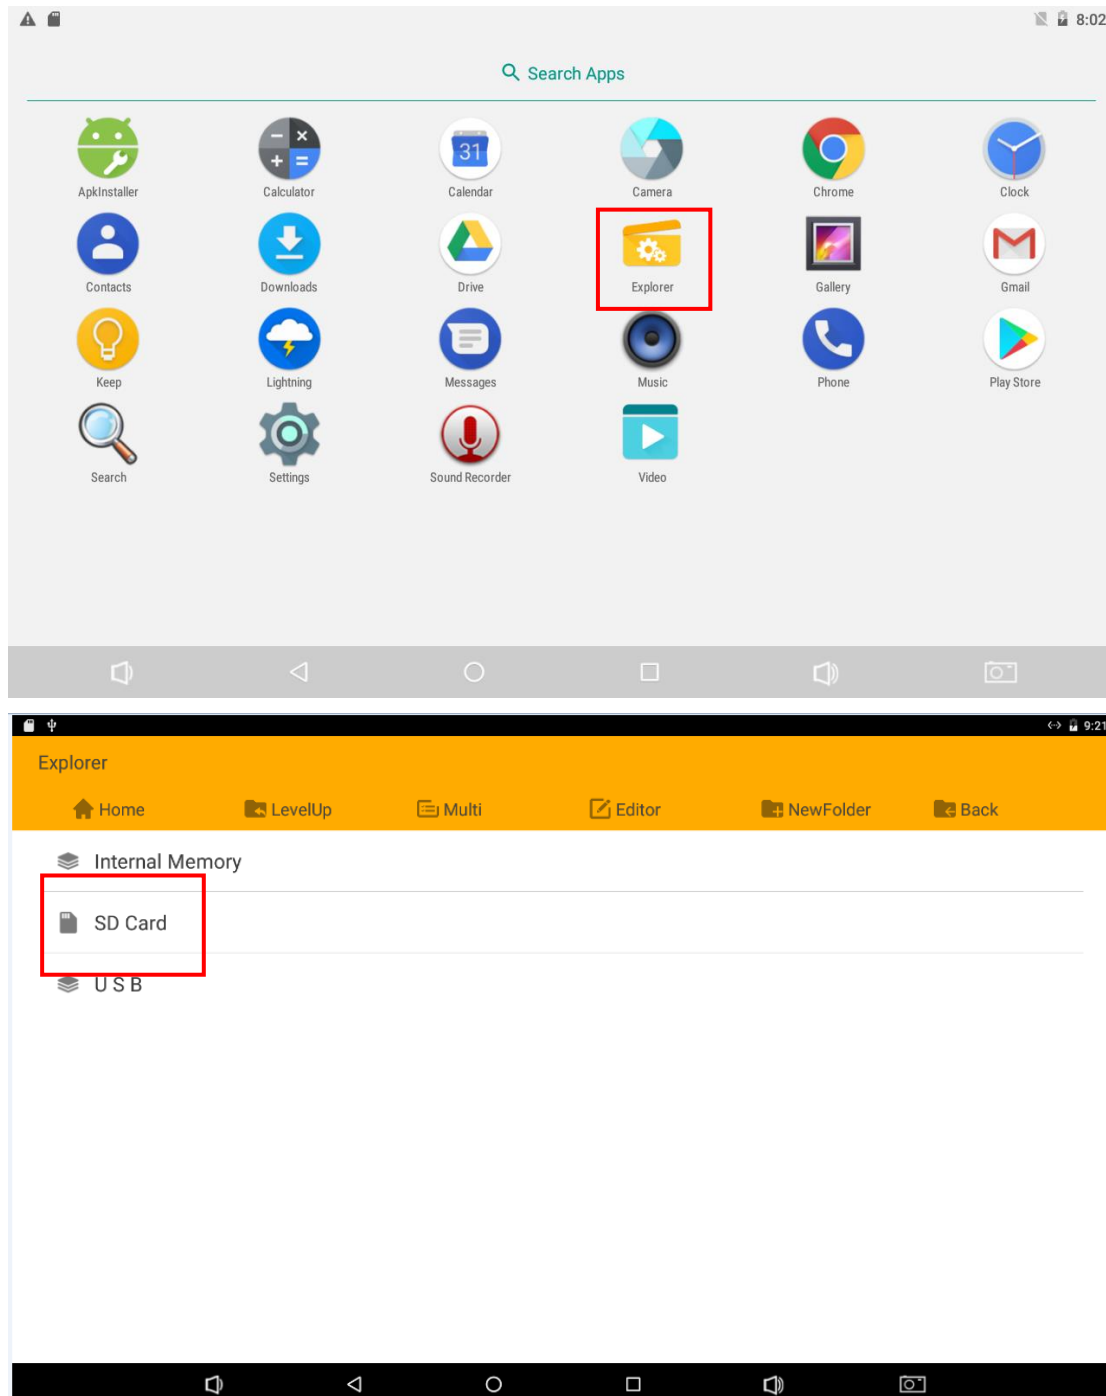 8:02
Search Apps
31
ApkInstaller Calculator Calendar Camera Chrome Clock
Contacts Downloads Drive Explorer Gallery Gmail
Keep Lightning Messages Music Phone Play Store
Search Settings Sound Recorder Video
9:21
Explorer
Home LevelUp Multi Editor NewFolder Back
Internal Memory
SD Card
U S B